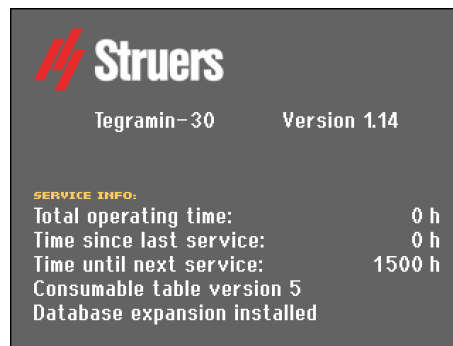 Struers
Tegramin-30 Version 1.14
SERVICE INFO:
Total operating time: 0 h
Time since last service: 0 h
Time until next service: 1500 h
Consumable table version 5
Database expansion installed